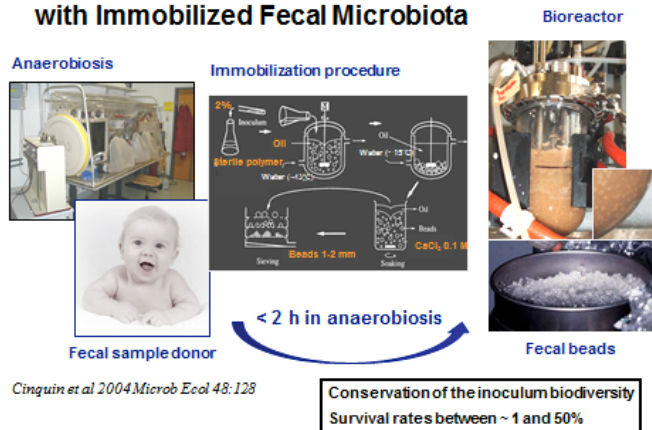 with Immobilized Fecal Microbiota
Bioreactor
Anaerobiosis
Immobilization procedure
2%
Inoculum
Oil
Sterile polymer
Water (~43°C)
Oil
Water (~ 15°C)
Oil
Beads
CaCl₂ 0.1 M
Soaking
Beads 1-2 mm
Sieving
< 2 h in anaerobiosis
Fecal sample donor
Fecal beads
Cinquin et al 2004 Microb Ecol 48:128
Conservation of the inoculum biodiversity
Survival rates between ~ 1 and 50%